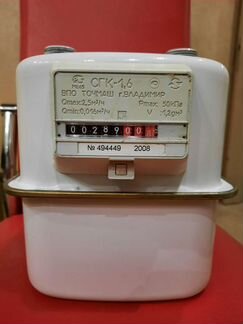 СГК-1,6
ВПО ТОЧМАШ г.ВЛАДИМИР
Qmax: 2,5м³/ч Pmax: 50кПа
Qmin: 0,016м³/ч V -1,2дм³
00289
№ 494449 2008